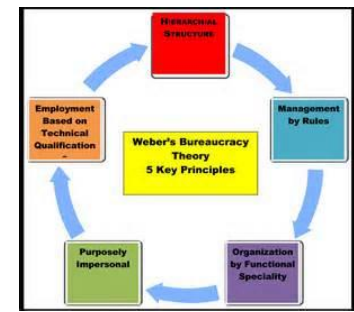 HIERARCHIAL
STRUCTURE
Management
by Rules
Organization
by Functional
Speciality
Purposely
Impersonal
Employment
Based on
Technical
Qualification
–
Weber's Bureaucracy
Theory
5 Key Principles